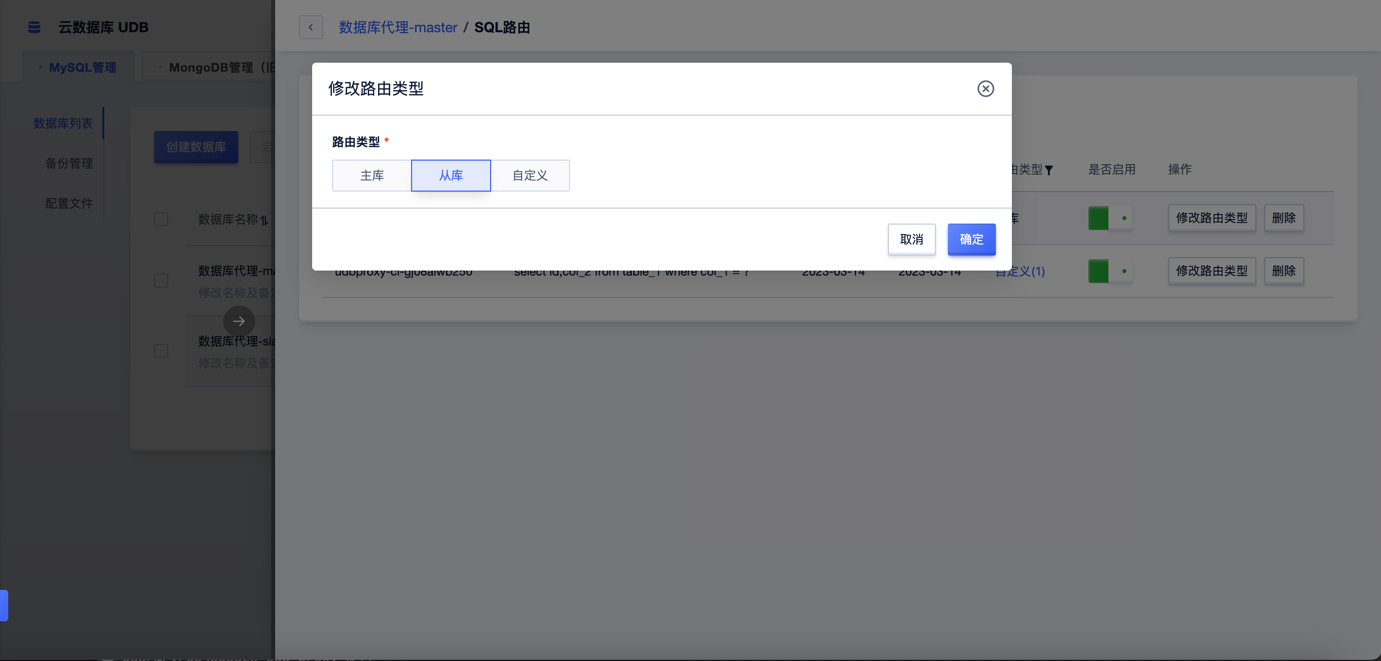 云数据库 UDB
数据库代理-master / SQL路由
MySQL管理
MongoDB管理（旧
修改路由类型
路由类型 *
主库 从库 自定义
取消 确定
数据库列表
备份管理
配置文件
创建数据库
由类型 是否启用 操作
数据库名称
库 修改路由类型 删除
数据库代理-ma
修改名称及备
select id,col_2 from table_1 where col_1 = ? 2023-03-14 2023-03-14 自定义(1) 修改路由类型 删除
数据库代理-sla
修改名称及备